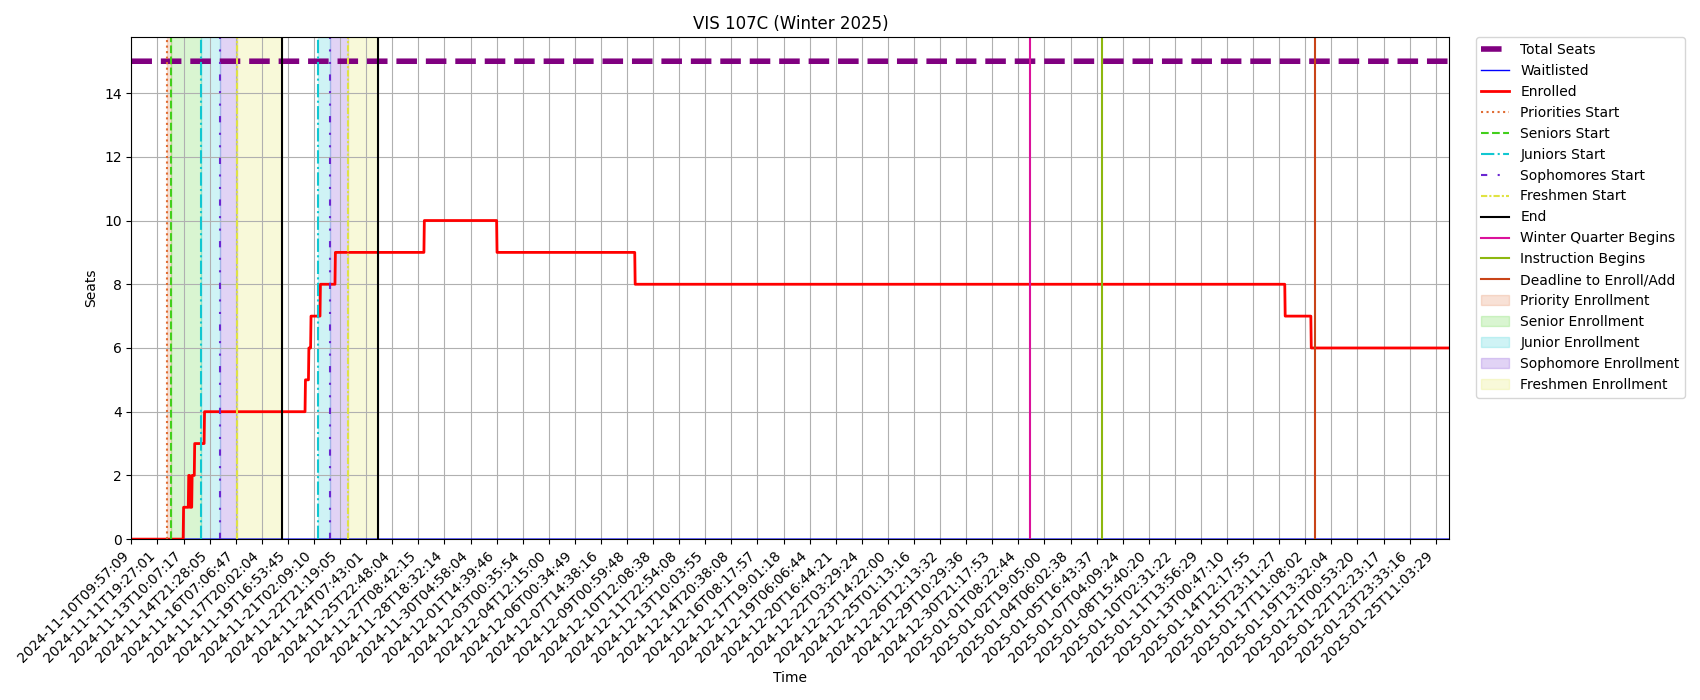 VIS 107C (Winter 2025)
Seats
14
12
10
8
6
4
2
0
2024-11-10T09:57:09
2024-11-11T19:27:01
2024-11-13T10:07:17
2024-11-14T21:28:05
2024-11-16T07:06:47
2024-11-17T20:02:04
2024-11-19T16:53:45
2024-11-21T02:09:10
2024-11-22T21:19:05
2024-11-24T07:43:01
2024-11-25T22:48:04
2024-11-27T08:42:15
2024-11-28T18:32:14
2024-11-30T04:58:04
2024-12-01T14:39:46
2024-12-03T00:35:54
2024-12-04T12:15:00
2024-12-06T00:34:49
2024-12-07T14:38:16
2024-12-09T00:59:48
2024-12-10T12:08:38
2024-12-11T22:54:08
2024-12-13T10:03:55
2024-12-14T20:38:08
2024-12-16T08:17:57
2024-12-17T19:01:18
2024-12-19T06:06:44
2024-12-20T16:44:21
2024-12-22T03:29:24
2024-12-23T14:22:00
2024-12-25T01:13:16
2024-12-26T12:13:32
2024-12-29T10:29:36
2024-12-30T21:17:53
2025-01-01T08:22:44
2025-01-02T19:05:00
2025-01-04T06:02:38
2025-01-05T16:43:37
2025-01-07T04:09:24
2025-01-08T15:40:20
2025-01-10T02:31:22
2025-01-11T13:56:29
2025-01-13T00:47:10
2025-01-14T12:17:55
2025-01-15T23:11:27
2025-01-17T11:08:02
2025-01-19T13:32:04
2025-01-21T00:53:20
2025-01-22T12:23:17
2025-01-23T23:33:16
2025-01-25T11:03:29
Time
Total Seats
Waitlisted
Enrolled
Priorities Start
Seniors Start
Juniors Start
Sophomores Start
Freshmen Start
End
Winter Quarter Begins
Instruction Begins
Deadline to Enroll/Add
Priority Enrollment
Senior Enrollment
Junior Enrollment
Sophomore Enrollment
Freshmen Enrollment